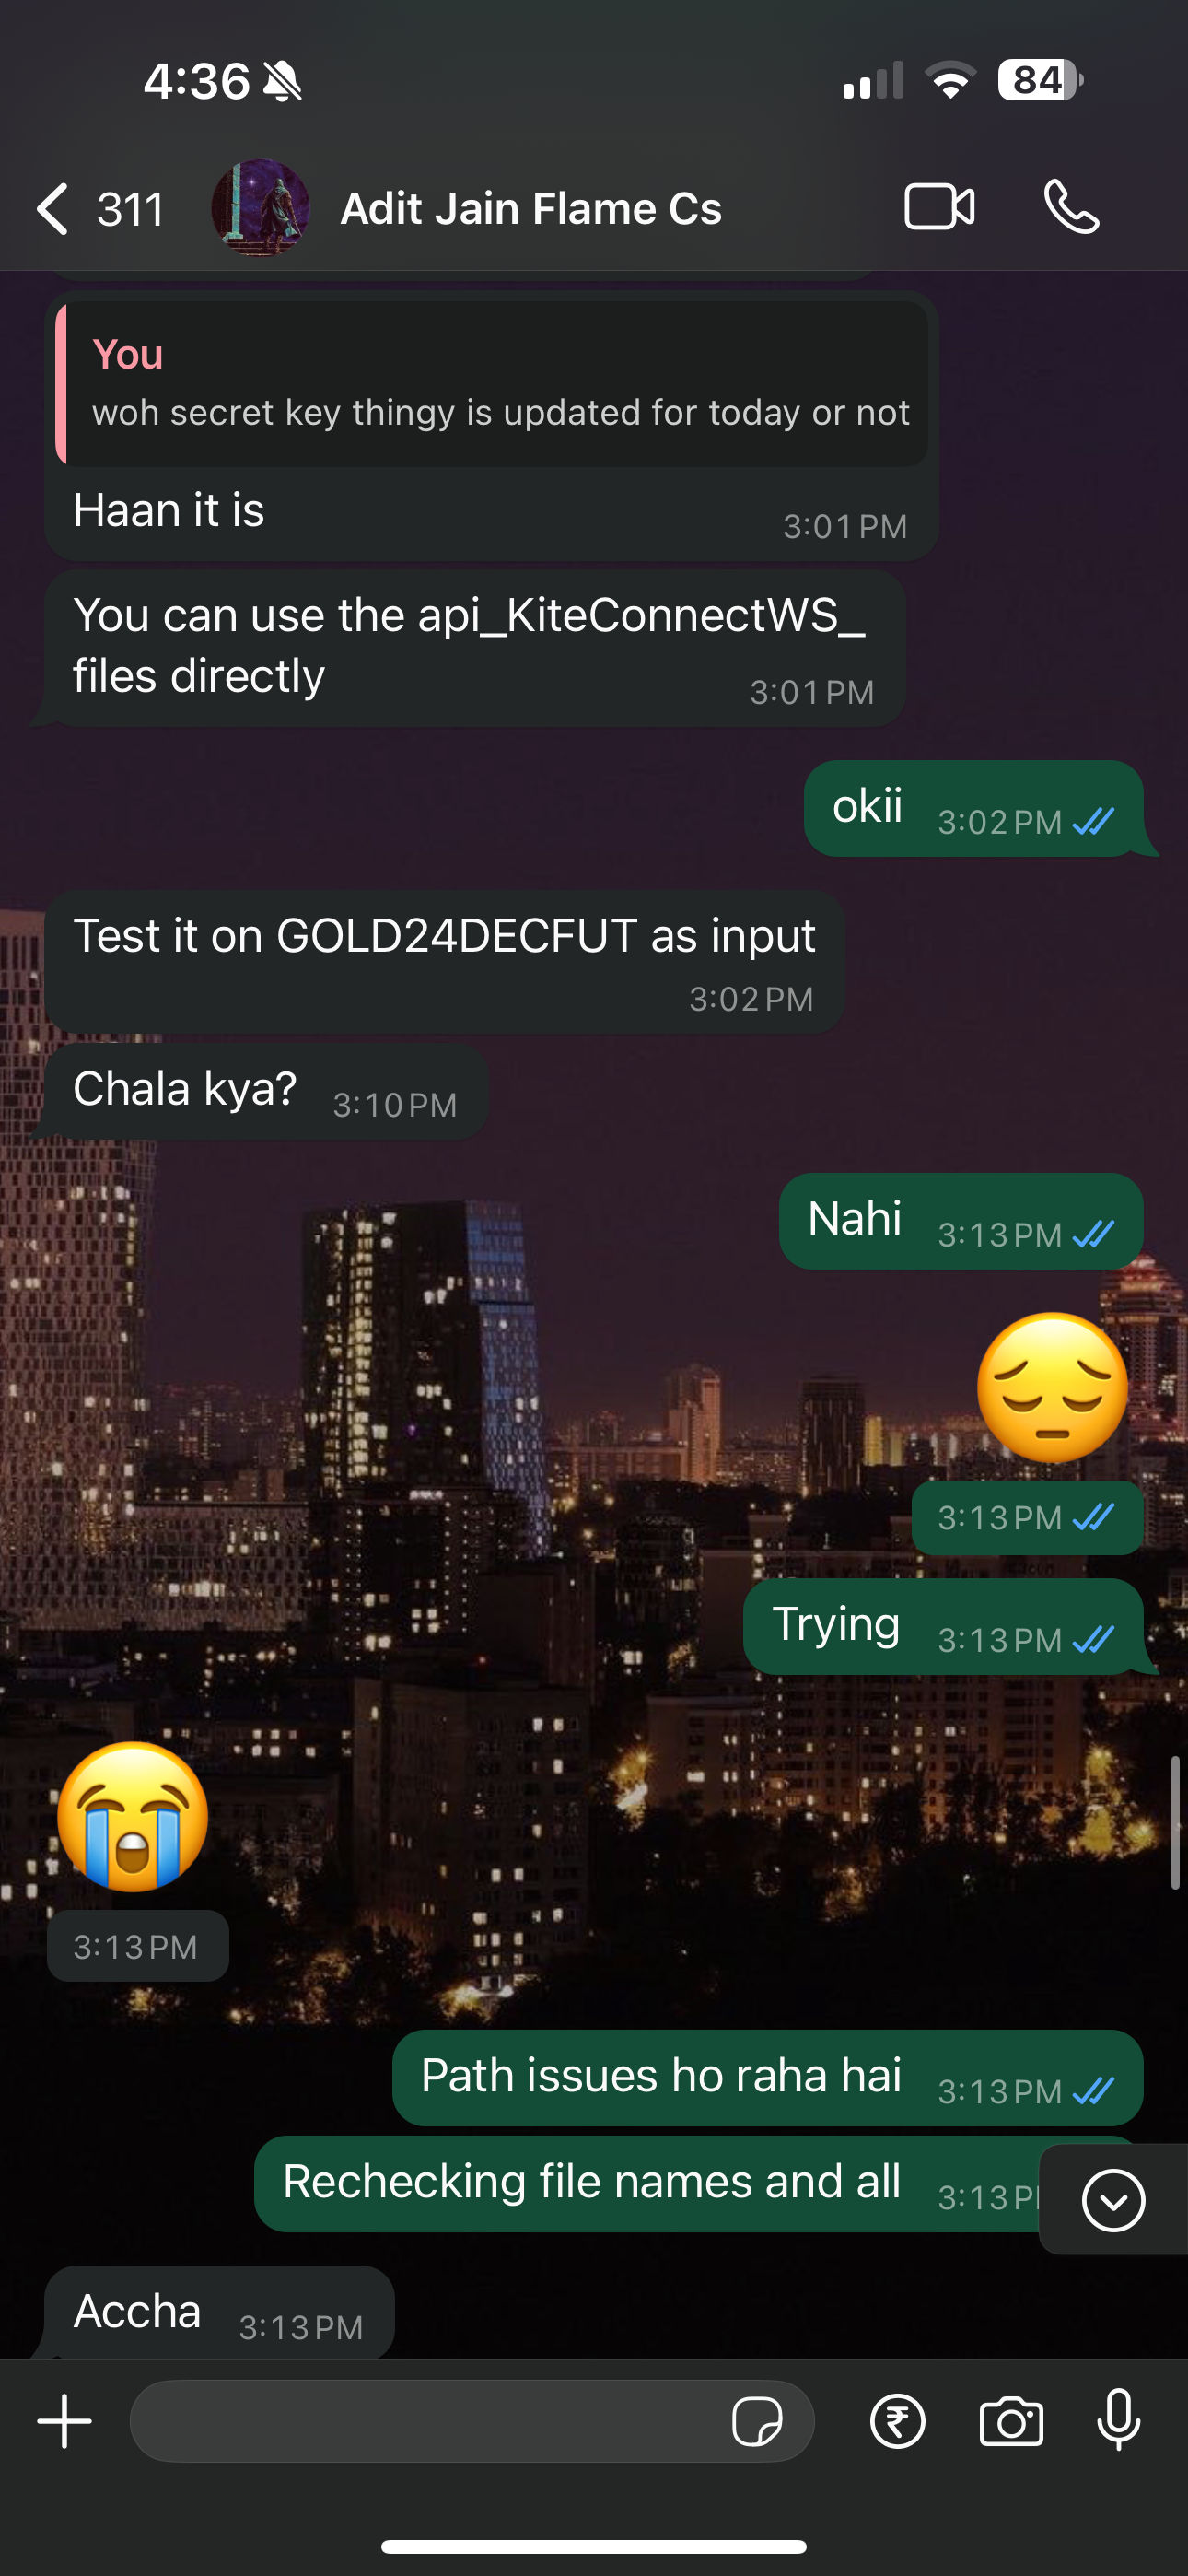 4:36
84
311
Adit Jain Flame Cs
You
woh secret key thingy is updated for today or not
Haan it is
3:01 PM
You can use the api_KiteConnectWS_
files directly
3:01 PM
okii 3:02 PM
Test it on GOLD24DECFUT as input
3:02 PM
Chala kya? 3:10 PM
Nahi 3:13 PM
3:13 PM
Trying 3:13 PM
3:13 PM
Path issues ho raha hai 3:13 PM
Rechecking file names and all 3:13 P
Accha 3:13 PM
₹